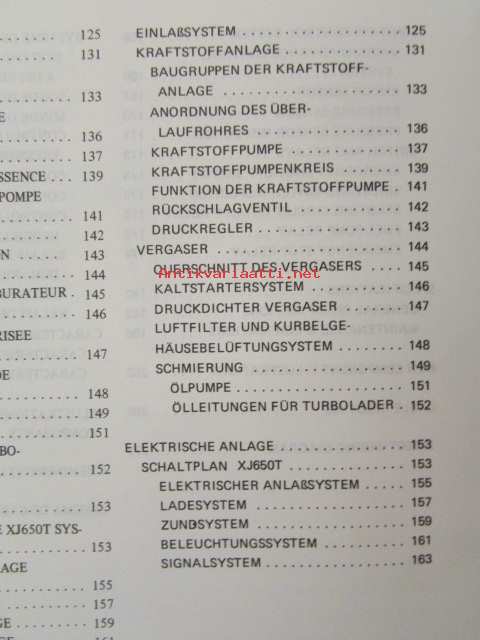 125
131
133
E
136
137
ESSENCE . . 139
POMPE
141
142
N 143
144
BURATEUR . 145
146
RISEE
147
DE
148
149
151
BO-
152
153
E XJ650T SYS-
153
AGE
155
157
GE . . . . . . . . . 159
161
EINLAßSYSTEM . . . . . . . . . . . . . . . . 125
KRAFTSTOFFANLAGE . . . . . . . . . . . . 131
BAUGRUPPEN DER KRAFTSTOFF-
ANLAGE . . . . . . . . . . . . . . . . . 133
ANORDNUNG DES ÜBER-
LAUFROHRES . . . . . . . . . . . . . 136
KRAFTSTOFFPUMPE . . . . . . . . . . . 137
KRAFTSTOFFPUMPENKREIS . . . . . . 139
FUNKTION DER KRAFTSTOFFPUMPE . 141
RÜCKSCHLAGVENTIL . . . . . . . . . . 142
DRUCKREGLER . . . . . . . . . . . . . . . 143
VERGASER . . . . . . . . . . . . . . . . . . . 144
QUERSCHNITT DES VERGASERS . . . . 145
Antikvariaatti.net
KALTSTARTERSYSTEM . . . . . . . . . 146
DRUCKDICHTER VERGASER . . . . . . 147
LUFTFILTER UND KURBELGE-
HÄUSEBELÜFTUNGSYSTEM . . . . . . 148
SCHMIERUNG . . . . . . . . . . . . . . . 149
ÖLPUMPE . . . . . . . . . . . . . . . . 151
ÖLLEITUNGEN FÜR TURBOLADER . 152
ELEKTRISCHE ANLAGE . . . . . . . . . . . 153
SCHALTPLAN XJ650T . . . . . . . . . . . 153
ELEKTRISCHER ANLAßSYSTEM . . . . . 155
LADESYSTEM . . . . . . . . . . . . . . 157
ZUNDSYSTEM . . . . . . . . . . . . . . 159
BELEUCHTUNGSSYSTEM . . . . . . . . 161
SIGNALSYSTEM . . . . . . . . . . . . . 163